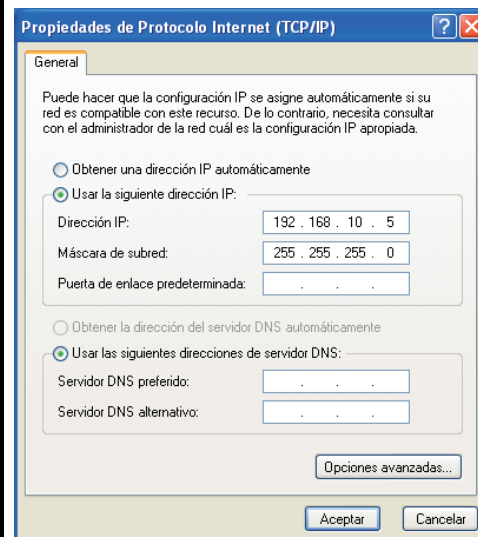 Propiedades de Protocolo Internet (TCP/IP)
General
Puede hacer que la configuración IP se asigne automáticamente si su
red es compatible con este recurso. De lo contrario, necesita consultar
con el administrador de la red cuál es la configuración IP apropiada.
Obtener una dirección IP automáticamente
Usar la siguiente dirección IP:
Dirección IP: 192 . 168 . 10 . 5
Máscara de subred: 255 . 255 . 255 . 0
Puerta de enlace predeterminada: . . .
Obtener la dirección del servidor DNS automáticamente
Usar las siguientes direcciones de servidor DNS:
Servidor DNS preferido: . . .
Servidor DNS alternativo: . . .
Opciones avanzadas...
Aceptar Cancelar